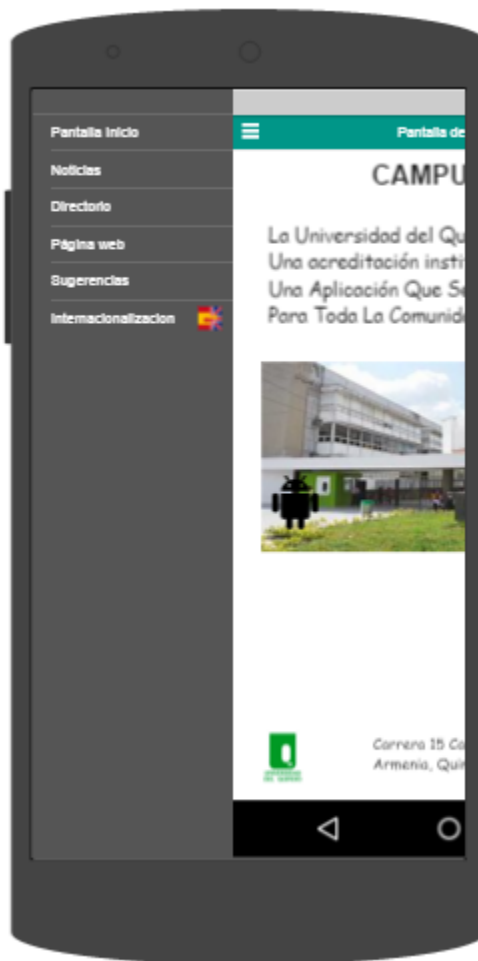 Pantalla Inicio
Noticias
Directorio
Página web
Sugerencias
Internacionalizacion
Pantalla de
CAMPU
La Universidad del Qu
Una acreditación insti
Una Aplicación Que Se
Para Toda La Comunid
Carrera 15 Ca
Armenia, Quin